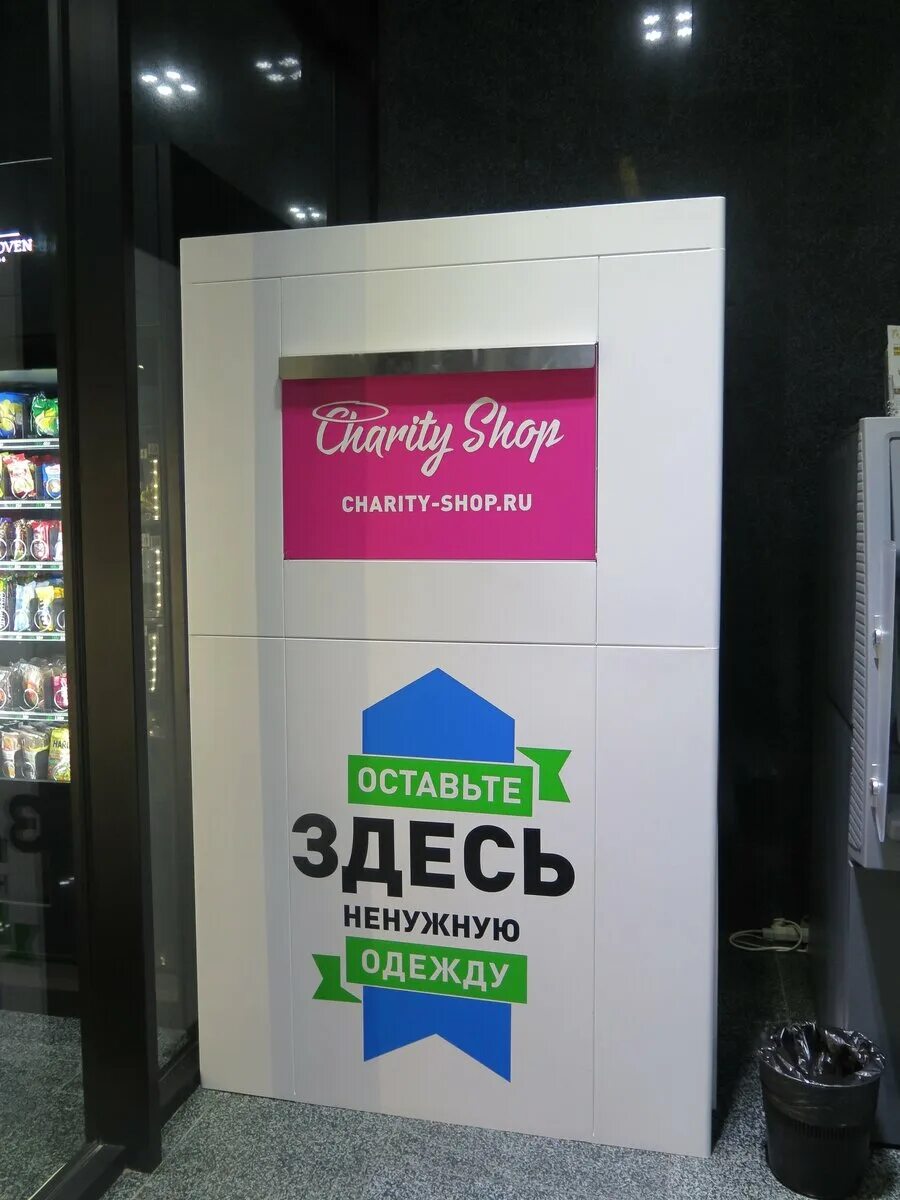 Charity Shop
CHARITY-SHOP.RU
ОСТАВЬТЕ
ЗДЕСЬ
НЕНУЖНУЮ
ОДЕЖДУ